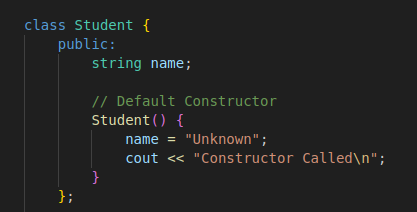 class Student {
    public:
        string name;

        // Default Constructor
        Student() {
            name = "Unknown";
            cout << "Constructor Called\n";
        }
    };